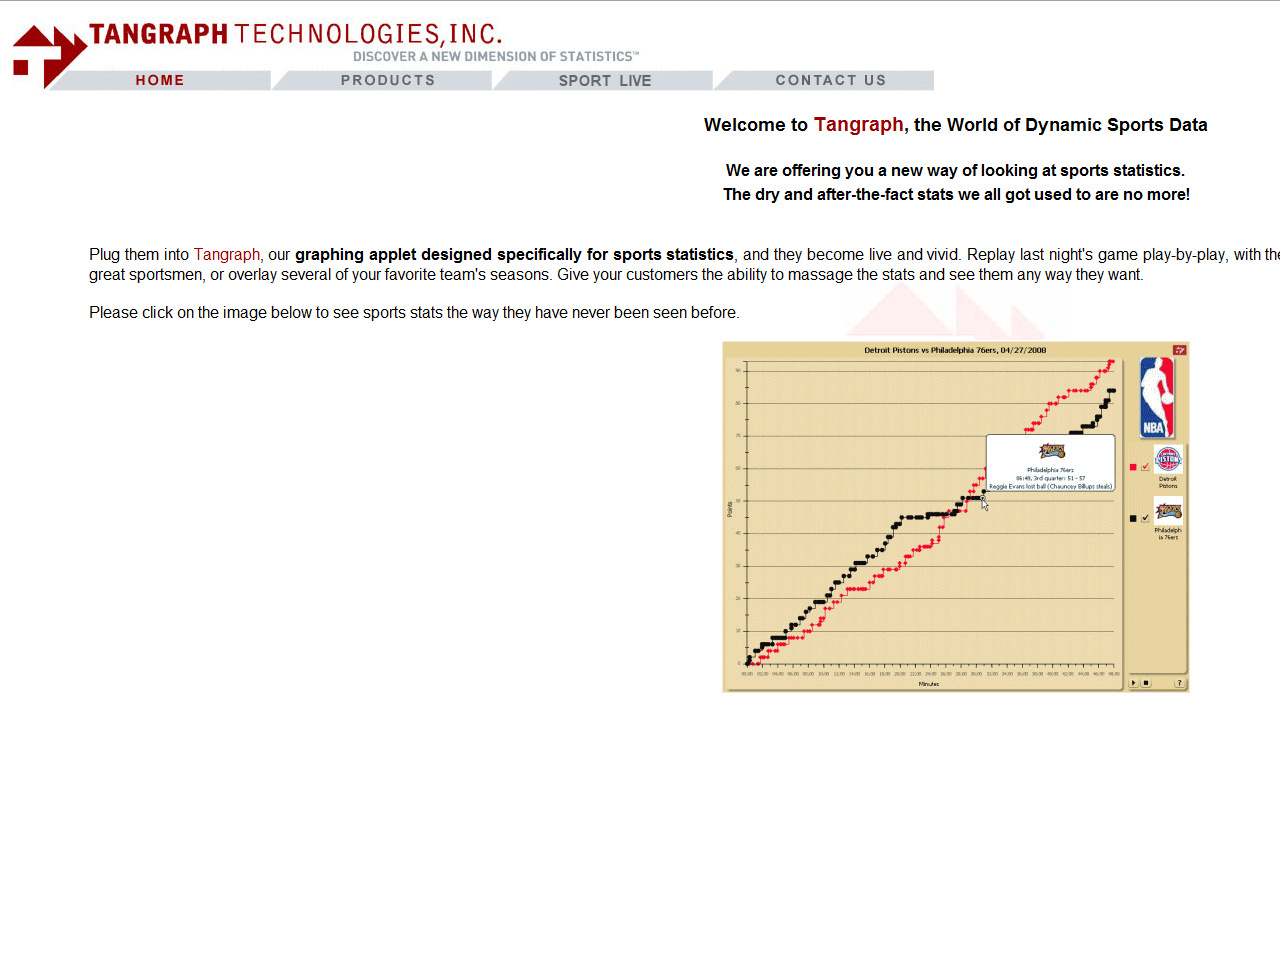 TANGRAPH TECHNOLOGIES,INC.
DISCOVER A NEW DIMENSION OF STATISTICS™
HOME
PRODUCTS
SPORT LIVE
CONTACT US
Welcome to Tangraph, the World of Dynamic Sports Data
We are offering you a new way of looking at sports statistics.
The dry and after-the-fact stats we all got used to are no more!
Plug them into Tangraph, our graphing applet designed specifically for sports statistics, and they become live and vivid. Replay last night's game play-by-play, with the
great sportsmen, or overlay several of your favorite team's seasons. Give your customers the ability to massage the stats and see them any way they want.
Please click on the image below to see sports stats the way they have never been seen before.
Detroit Pistons vs Philadelphia 76ers, 04/27/2008
NBA
Philadelphia 76ers
06:49, 3rd quarter: 51 - 57
Reggie Evans lost ball (Chauncey Billups steals)
PISTONS
Detroit
Pistons
Philadelph
ia 76ers
Points
Minutes
?